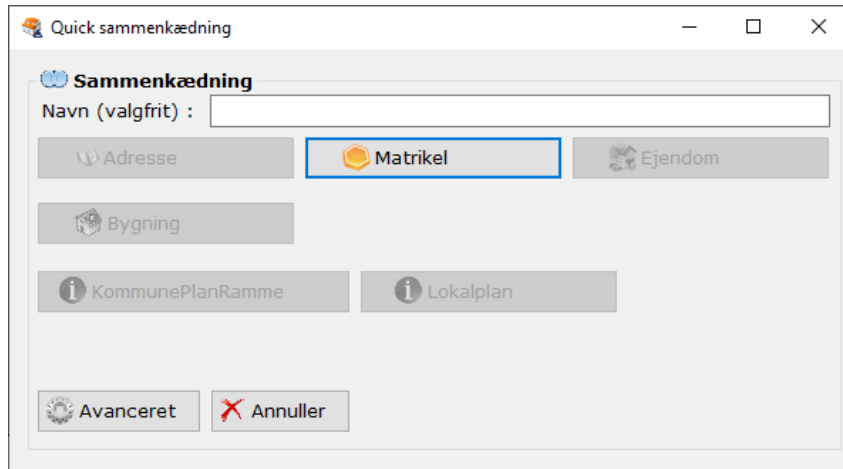 Quick sammenkædning
Sammenkædning
Navn (valgfrit) :
Adresse Matrikel Ejendom
Bygning
KommunePlanRamme Lokalplan
Avanceret Annuller